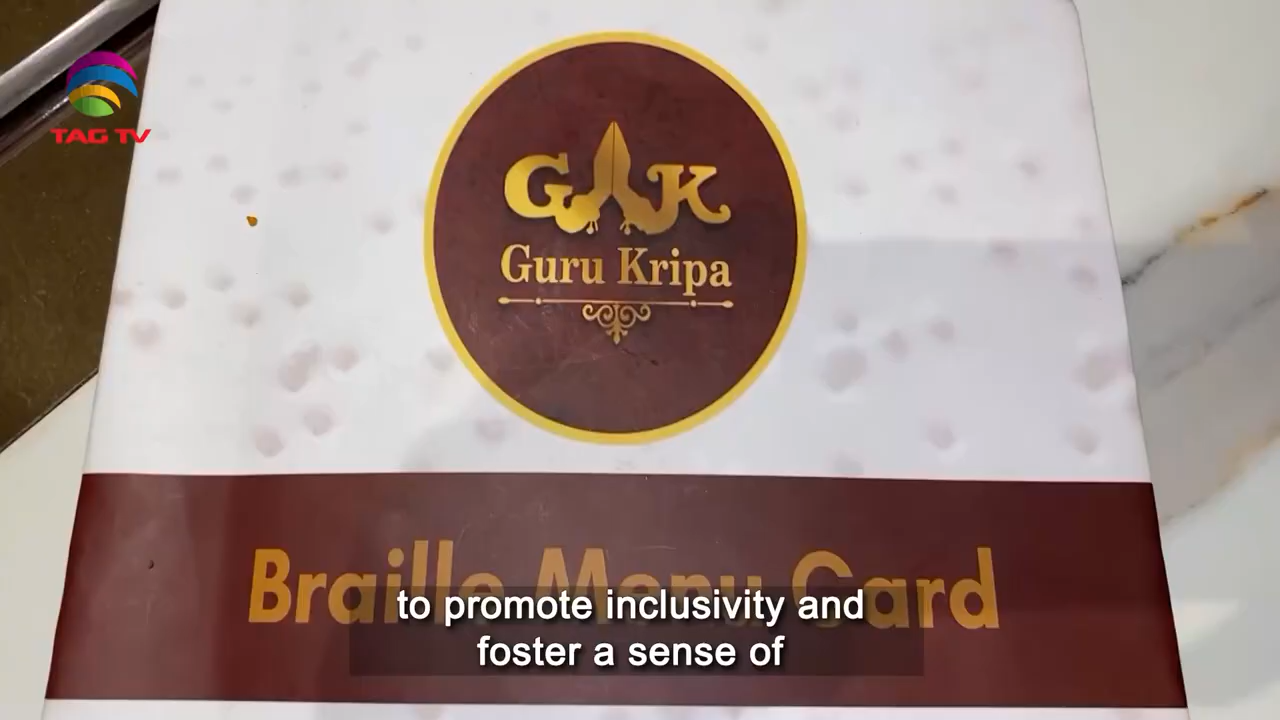 TAG TV
GK
Guru Kripa
Braille Menu Card
to promote inclusivity and
foster a sense of